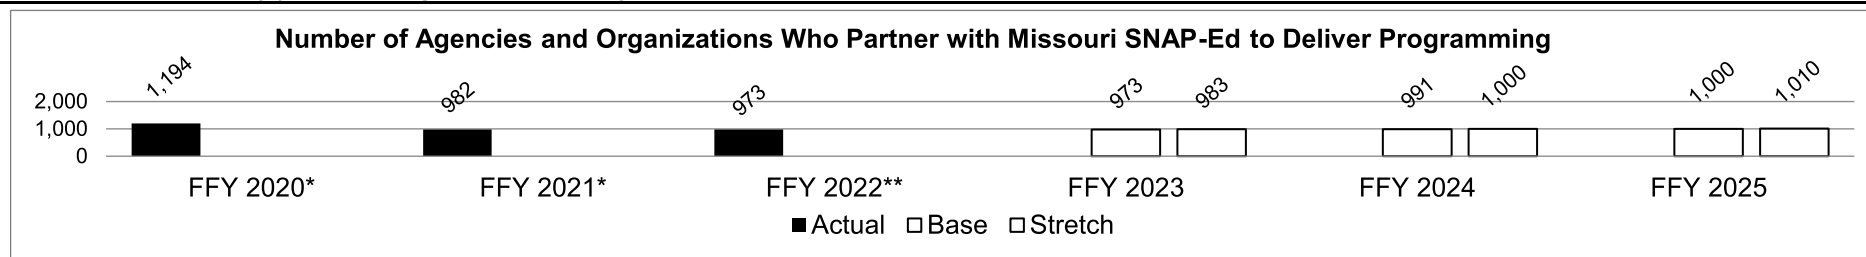 Number of Agencies and Organizations Who Partner with Missouri SNAP-Ed to Deliver Programming
1,194 982 973 973 983 991 1,000 1,000 1,010
2,000
1,000
0
FFY 2020* FFY 2021* FFY 2022** FFY 2023 FFY 2024 FFY 2025
Actual Base Stretch